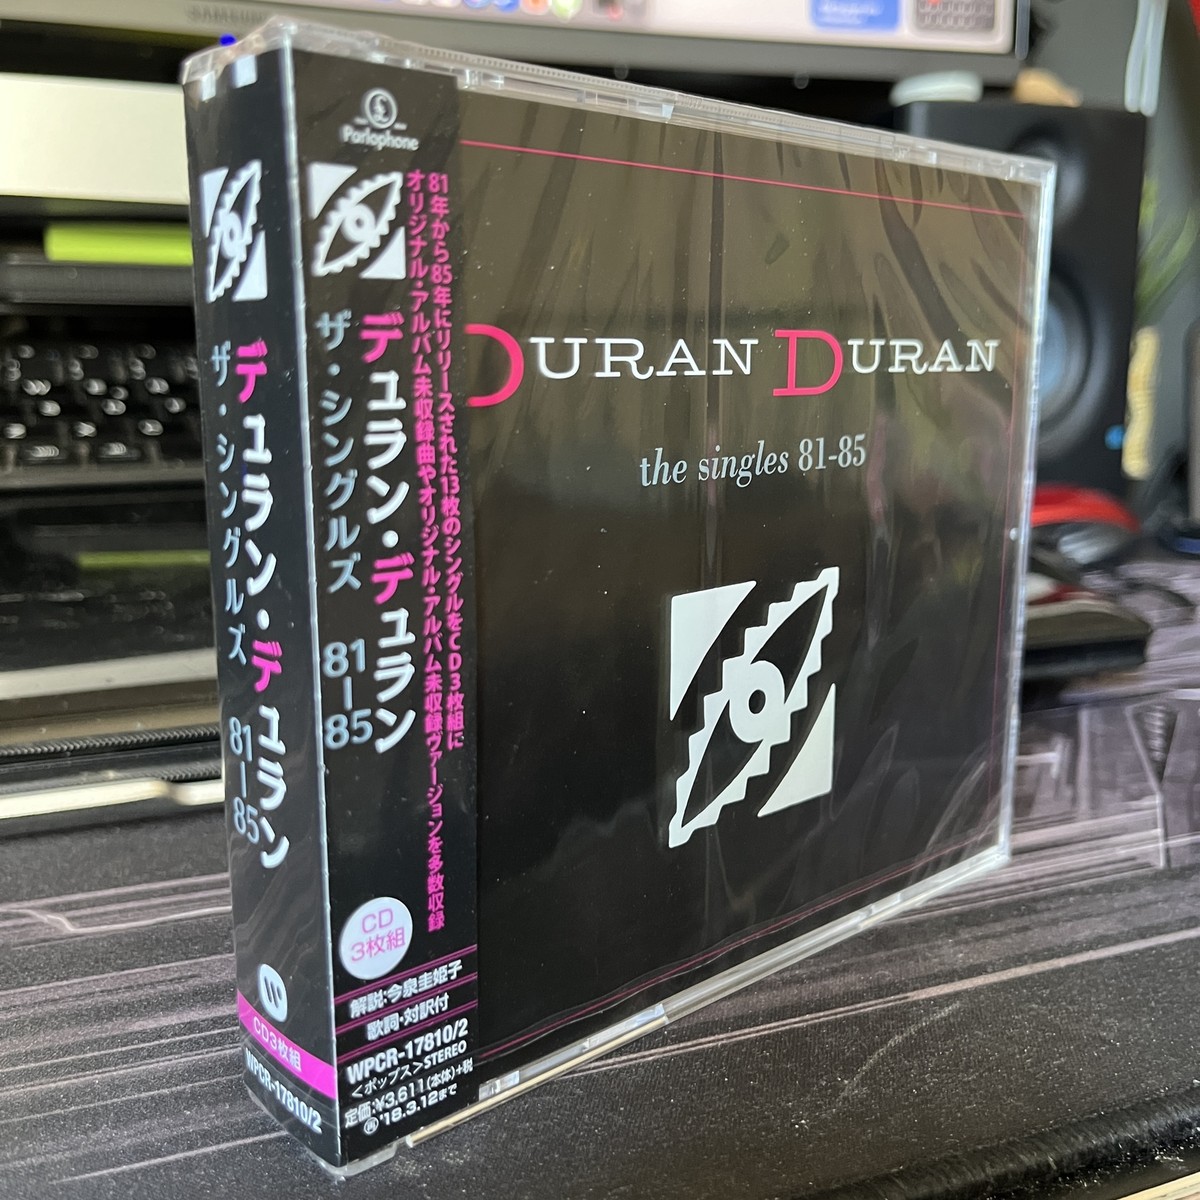 SAMSUNG
Parlophone
デュラン・デュラン
ザ・シングルズ 81-85
CD3枚組
WPCR-17810/2
81年から85年にリリースされた13枚のシングルをCD3枚組に
オリジナル・アルバム未収録曲やオリジナル・アルバム未収録ヴァージョンを多数収録
デュラン・デュラン
ザ・シングルズ 81-85
CD
3枚組
解説:今泉圭姫子
歌詞・対訳付
WPCR-17810/2
<ポップス>STEREO
定価:¥3,611(本体)+税
'18.3.12まで
DURAN DURAN
the singles 81-85